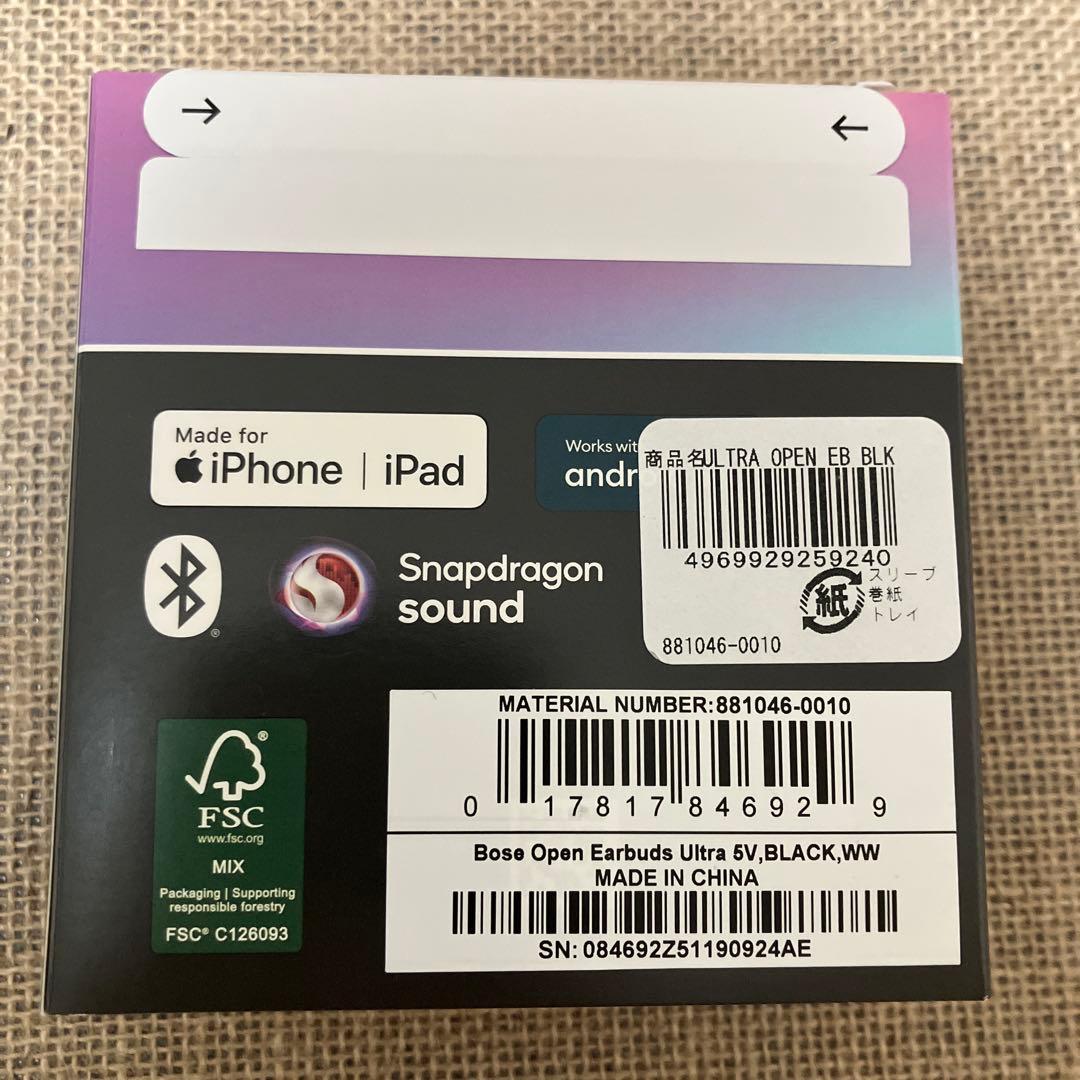 →
←
Made for
iPhone | iPad
Works wit
andr
商品名ULTRA OPEN EB BLK
4969929259240
紙
スリーブ
巻紙
トレイ
881046-0010
Snapdragon
sound
MATERIAL NUMBER:881046-0010
0 17817 84692 9
Bose Open Earbuds Ultra 5V,BLACK,WW
MADE IN CHINA
SN: 084692Z51190924AE
FSC®
www.fsc.org
MIX
Packaging | Supporting
responsible forestry
FSC® C126093